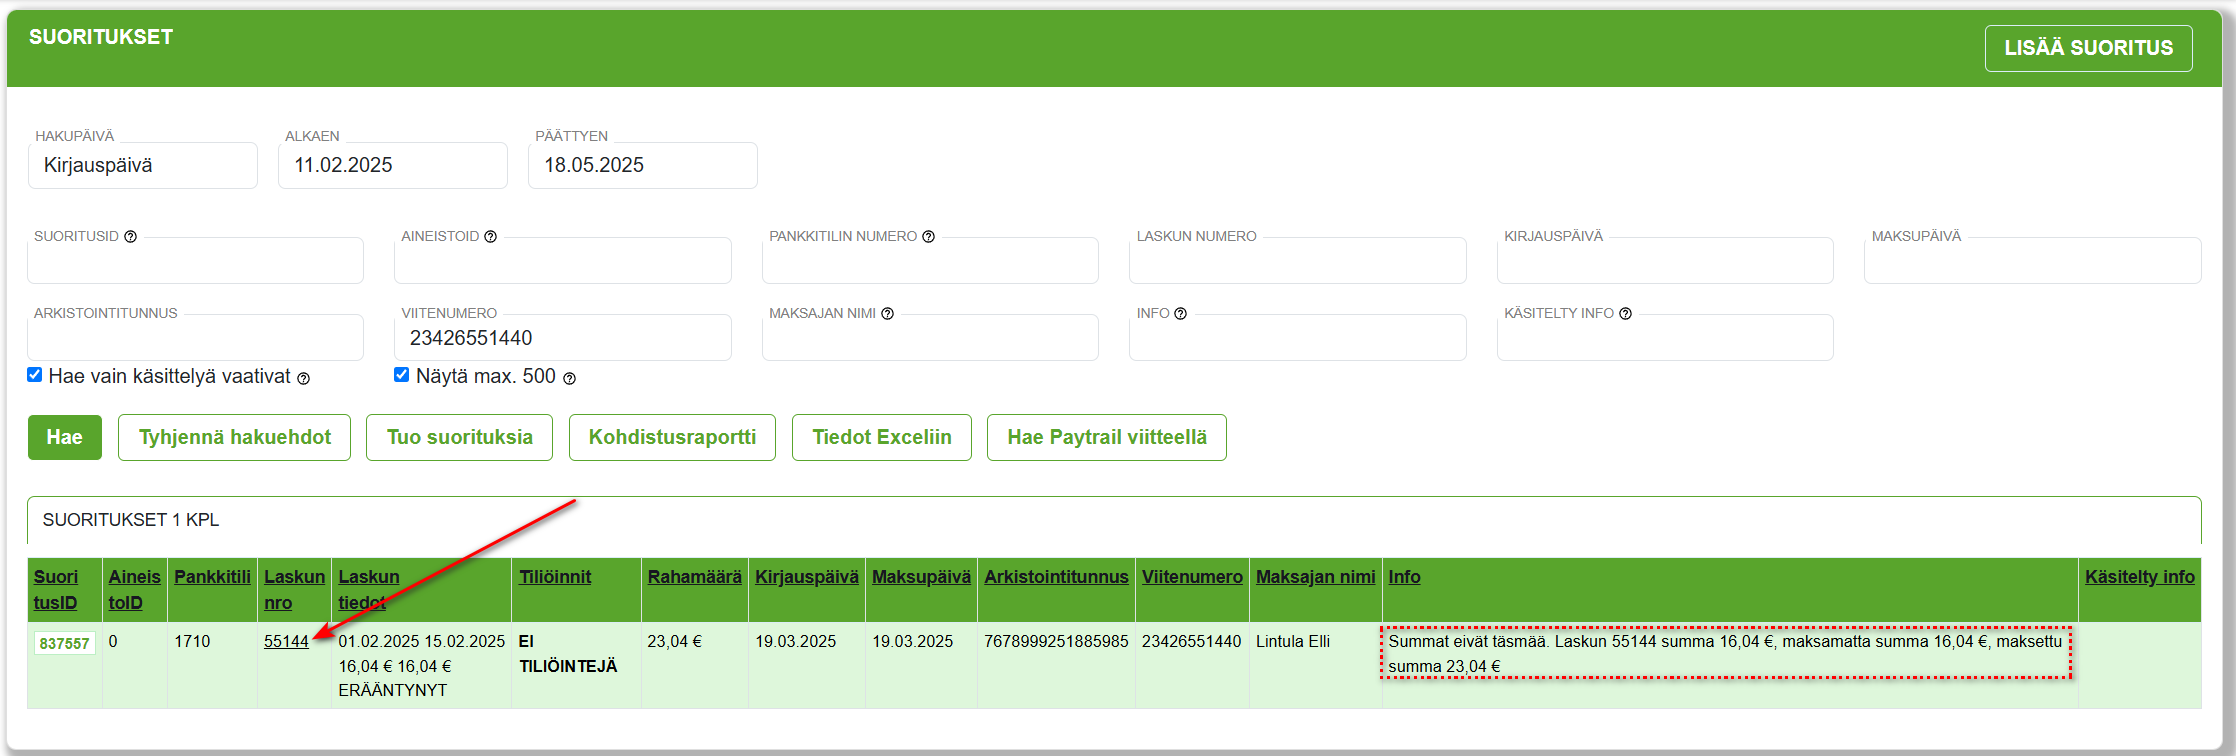 SUORITUKSET
LISÄÄ SUORITUS
HAKUPÄIVÄ ALKAEN PÄÄTTYEN
Kirjauspäivä 11.02.2025 18.05.2025
SUORITUSID AINEISTOID PANKKITILIN NUMERO LASKUN NUMERO KIRJAUSPÄIVÄ MAKSUPÄIVÄ
ARKISTOINTITUNNUS VIITENUMERO MAKSAJAN NIMI INFO KÄSITELTY INFO
23426551440
Hae vain käsittelyä vaativat Näytä max. 500
Hae Tyhjennä hakuehdot Tuo suorituksia Kohdistusraportti Tiedot Exceliin Hae Paytrail viitteellä
SUORITUKSET 1 KPL
Suori Aineis Pankkitili Laskun Laskun Tiliöinnit Rahamäärä Kirjauspäivä Maksupäivä Arkistointitunnus Viitenumero Maksajan nimi Info Käsitelty info
tusID toID nro tiedot
837557 0 1710 55144 01.02.2025 15.02.2025 EI 23,04 € 19.03.2025 19.03.2025 7678999251885985 23426551440 Lintula Elli Summat eivät täsmää. Laskun 55144 summa 16,04 €, maksamatta summa 16,04 €, maksettu
16,04 € 16,04 € TILIÖINTEJÄ summa 23,04 €
ERÄÄNTYNYT